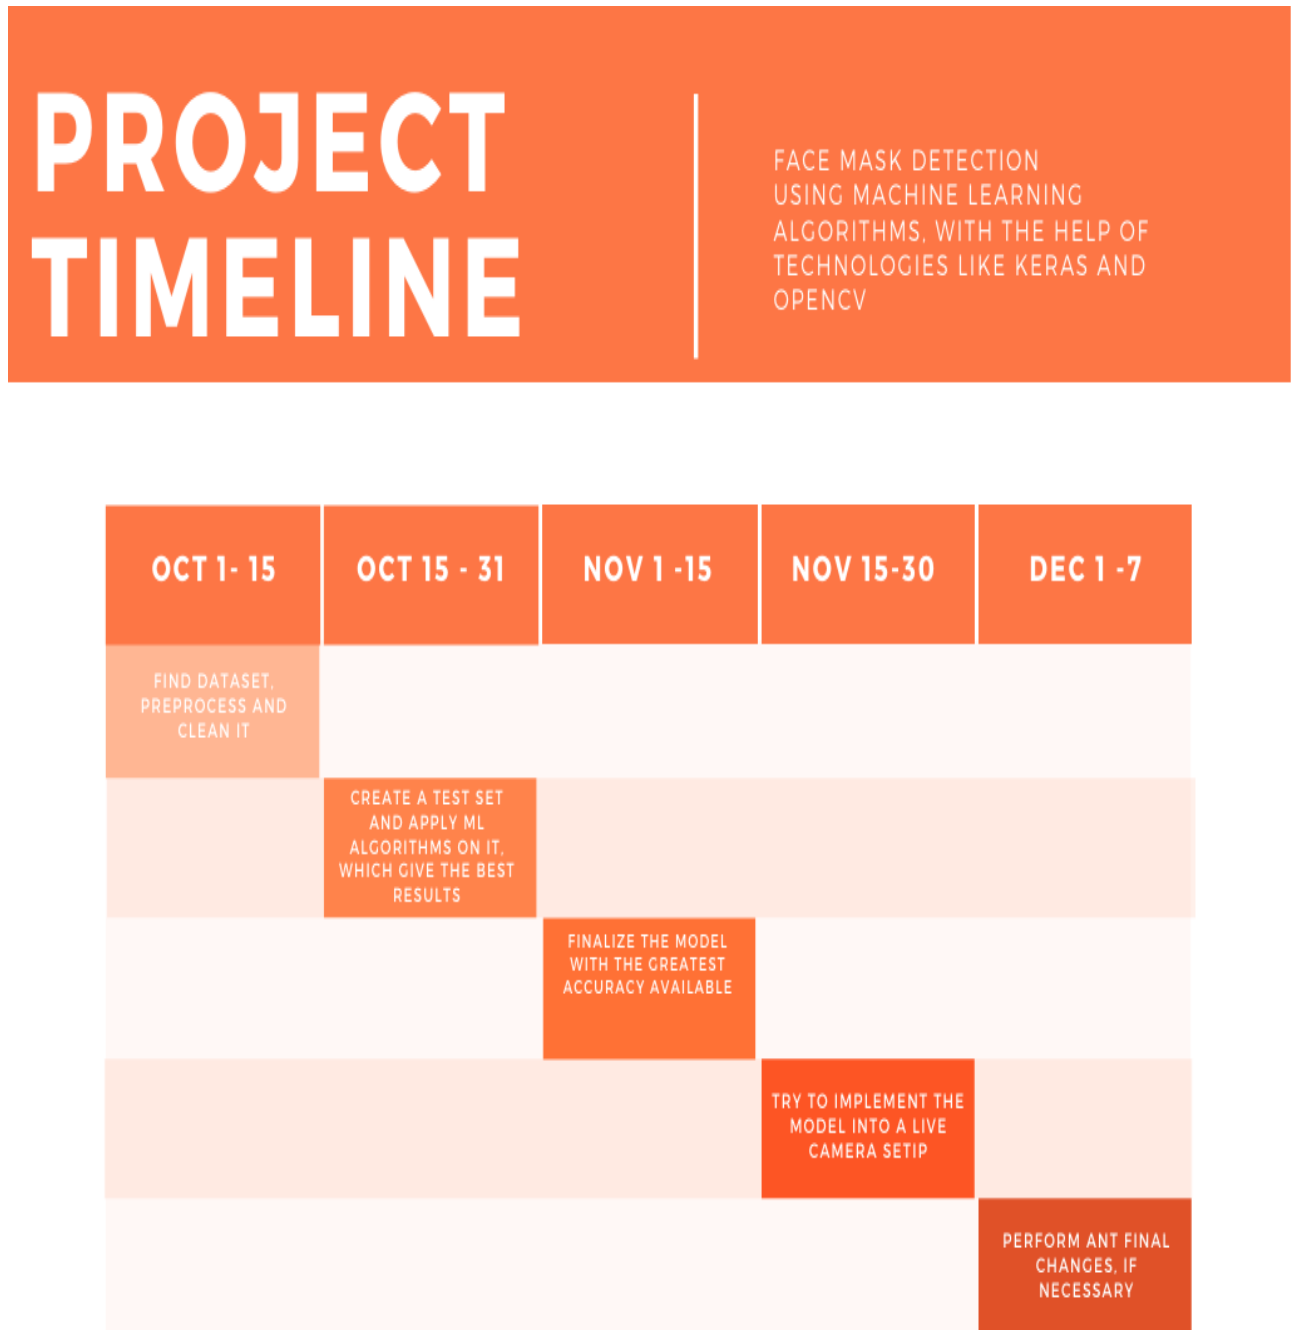 PROJECT
TIMELINE
FACE MASK DETECTION
USING MACHINE LEARNING
ALGORITHMS, WITH THE HELP OF
TECHNOLOGIES LIKE KERAS AND
OPENCV
OCT 1- 15
OCT 15 - 31
NOV 1 -15
NOV 15-30
DEC 1 -7
FIND DATASET,
PREPROCESS AND
CLEAN IT
CREATE A TEST SET
AND APPLY ML
ALGORITHMS ON IT,
WHICH GIVE THE BEST
RESULTS
FINALIZE THE MODEL
WITH THE GREATEST
ACCURACY AVAILABLE
TRY TO IMPLEMENT THE
MODEL INTO A LIVE
CAMERA SETIP
PERFORM ANT FINAL
CHANGES, IF
NECESSARY